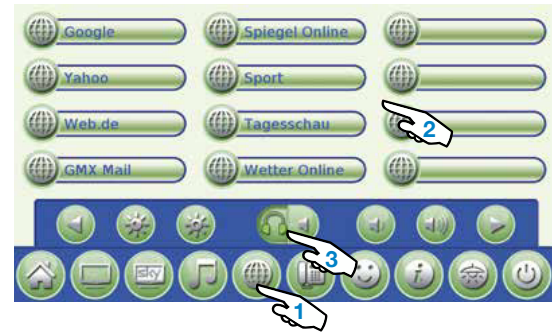 Google Spiegel Online
Yahoo Sport
Web.de Tagesschau
GMX Mail Wetter Online
2
3
sky i
1